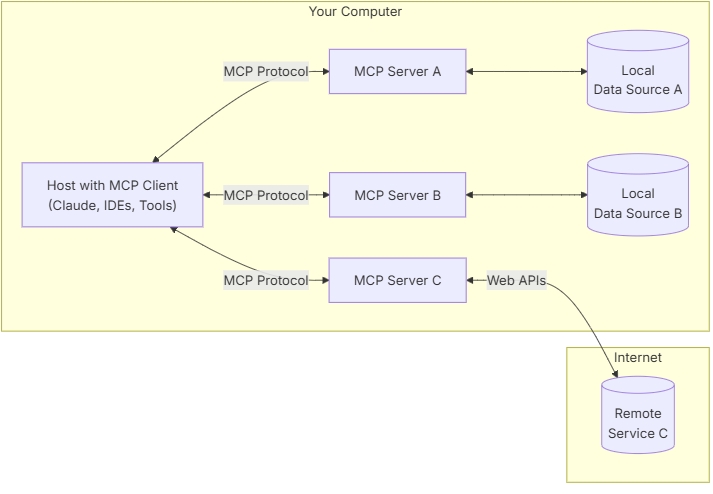 Your Computer
MCP Protocol
MCP Server A
Local
Data Source A
Host with MCP Client
(Claude, IDEs, Tools)
MCP Protocol
MCP Server B
Local
Data Source B
MCP Protocol
MCP Server C
Web APIs
Internet
Remote
Service C